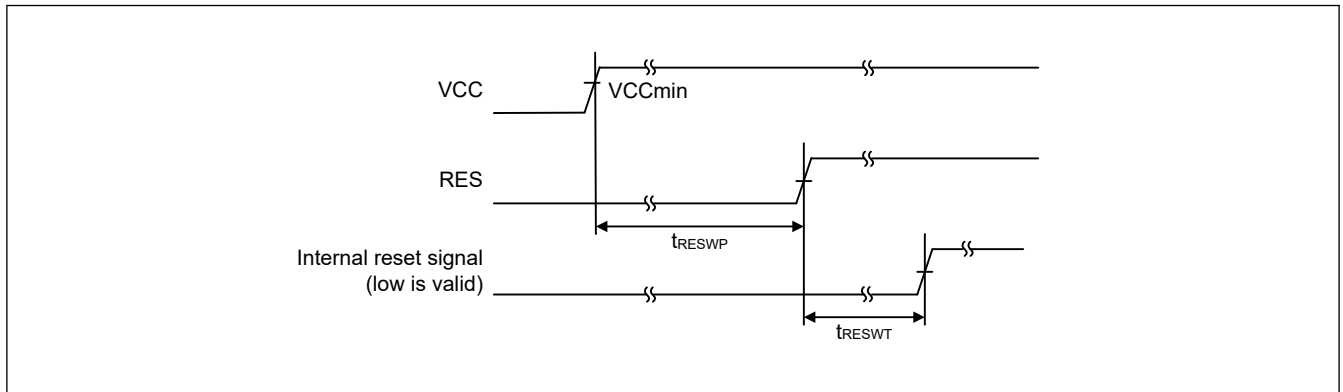 VCC
VCCmin
RES
tRESWP
Internal reset signal
(low is valid)
tRESWT